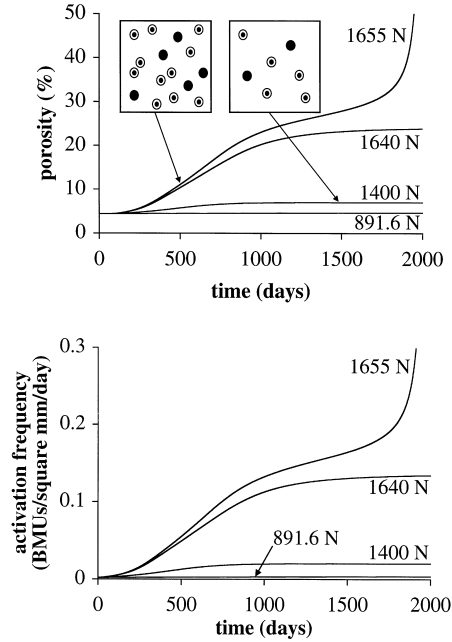 50
40
30
20
10
0
porosity (%)
1655 N
1640 N
1400 N
891.6 N
0 500 1000 1500 2000
time (days)
0.3
0.2
0.1
0
activation frequency
(BMUs/square mm/day)
1655 N
1640 N
891.6 N
1400 N
0 500 1000 1500 2000
time (days)